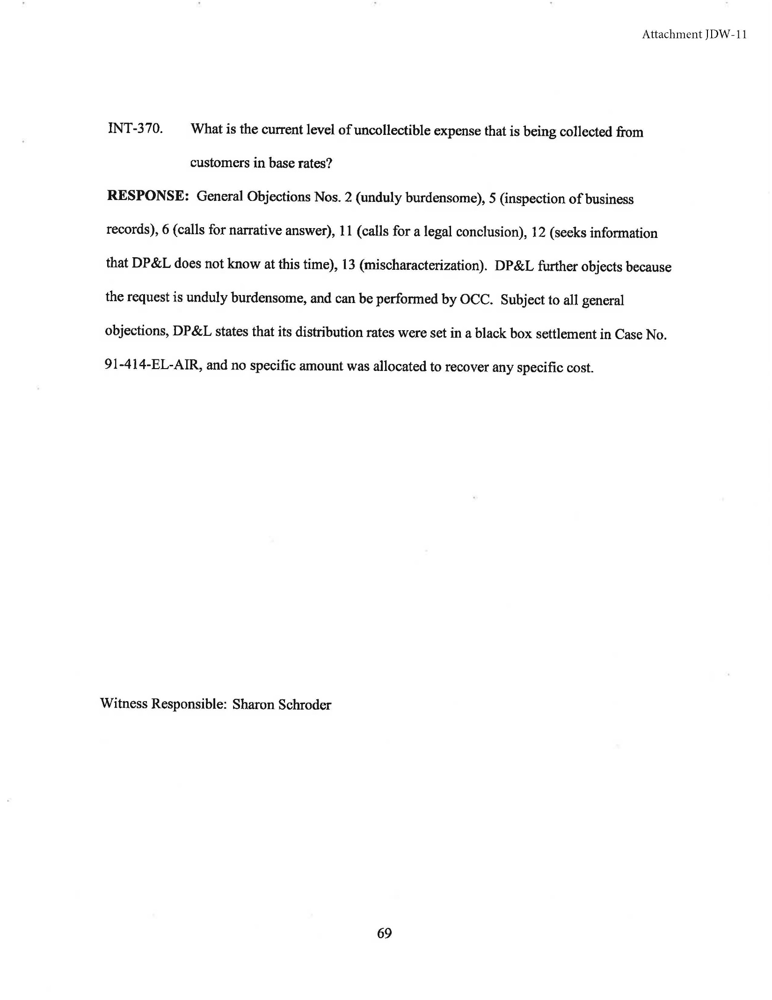 Attachment JDW-11
INT-370. What is the current level of uncollectible expense that is being collected from
customers in base rates?
RESPONSE: General Objections Nos. 2 (unduly burdensome), 5 (inspection of business
records), 6 (calls for narrative answer), 11 (calls for a legal conclusion), 12 (seeks information
that DP&L does not know at this time), 13 (mischaracterization). DP&L further objects because
the request is unduly burdensome, and can be performed by OCC. Subject to all general
objections, DP&L states that its distribution rates were set in a black box settlement in Case No.
91-414-EL-AIR, and no specific amount was allocated to recover any specific cost.
Witness Responsible: Sharon Schroder
69